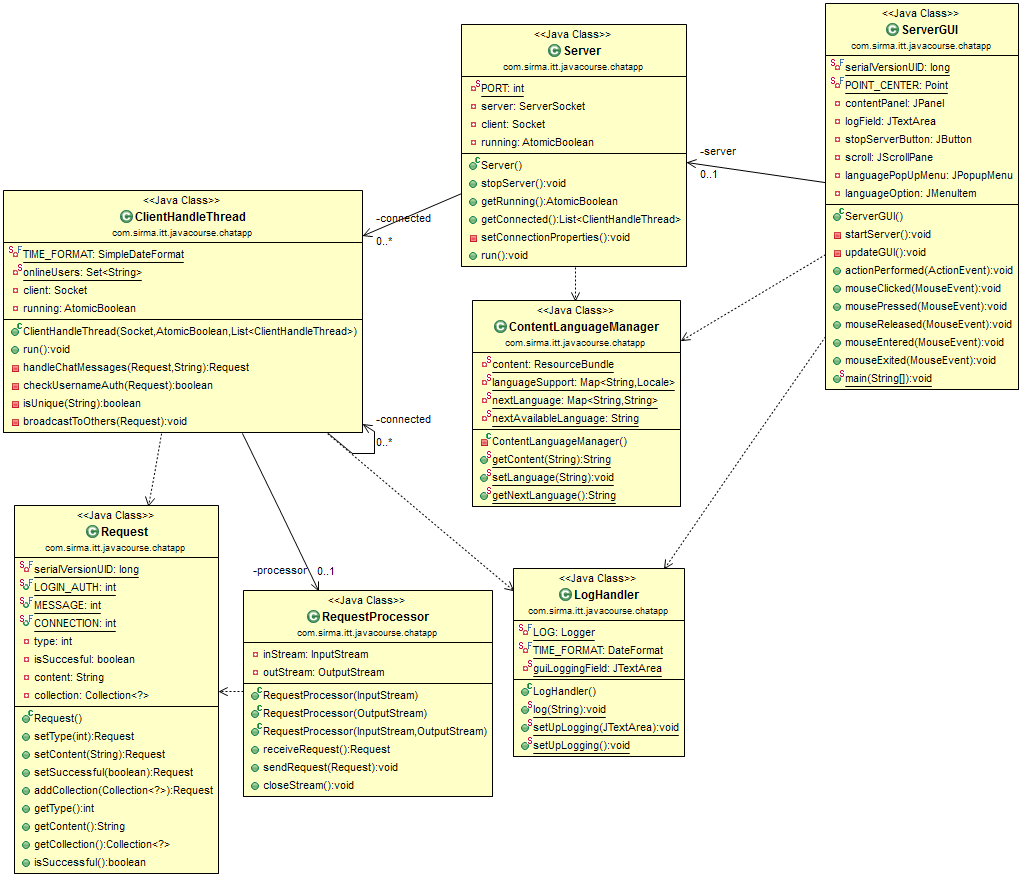 <<Java Class>>
ServerGUI
com.sirma.itt.javacourse.chatapp
serialVersionUID: long
POINT_CENTER: Point
contentPanel: JPanel
logField: JTextArea
stopServerButton: JButton
scroll: JScrollPane
languagePopUpMenu: JPopupMenu
languageOption: JMenuItem
ServerGUI()
startServer():void
updateGUI():void
actionPerformed(ActionEvent):void
mouseClicked(MouseEvent):void
mousePressed(MouseEvent):void
mouseReleased(MouseEvent):void
mouseEntered(MouseEvent):void
mouseExited(MouseEvent):void
main(String[]):void
<<Java Class>>
Server
com.sirma.itt.javacourse.chatapp
PORT: int
server: ServerSocket
client: Socket
running: AtomicBoolean
Server()
stopServer():void
getRunning():AtomicBoolean
getConnected():List<ClientHandleThread>
setConnectionProperties():void
run():void
-server
0..1
-connected
0..*
<<Java Class>>
ClientHandleThread
com.sirma.itt.javacourse.chatapp
TIME_FORMAT: SimpleDateFormat
onlineUsers: Set<String>
client: Socket
running: AtomicBoolean
ClientHandleThread(Socket,AtomicBoolean,List<ClientHandleThread>)
run():void
handleChatMessages(Request,String):Request
checkUsernameAuth(Request):boolean
isUnique(String):boolean
broadcastToOthers(Request):void
-connected
0..*
<<Java Class>>
ContentLanguageManager
com.sirma.itt.javacourse.chatapp
content: ResourceBundle
languageSupport: Map<String,Locale>
nextLanguage: Map<String,String>
nextAvailableLanguage: String
ContentLanguageManager()
getContent(String):String
setLanguage(String):void
getNextLanguage():String
<<Java Class>>
Request
com.sirma.itt.javacourse.chatapp
serialVersionUID: long
LOGIN_AUTH: int
MESSAGE: int
CONNECTION: int
type: int
isSuccesful: boolean
content: String
collection: Collection<?>
Request()
setType(int):Request
setContent(String):Request
setSuccessful(boolean):Request
addCollection(Collection<?>):Request
getType():int
getContent():String
getCollection():Collection<?>
isSuccessful():boolean
-processor
0..1
<<Java Class>>
RequestProcessor
com.sirma.itt.javacourse.chatapp
inStream: InputStream
outStream: OutputStream
RequestProcessor(InputStream)
RequestProcessor(OutputStream)
RequestProcessor(InputStream,OutputStream)
receiveRequest():Request
sendRequest(Request):void
closeStream():void
<<Java Class>>
LogHandler
com.sirma.itt.javacourse.chatapp
LOG: Logger
TIME_FORMAT: DateFormat
guiLoggingField: JTextArea
LogHandler()
log(String):void
setUpLogging(JTextArea):void
setUpLogging():void